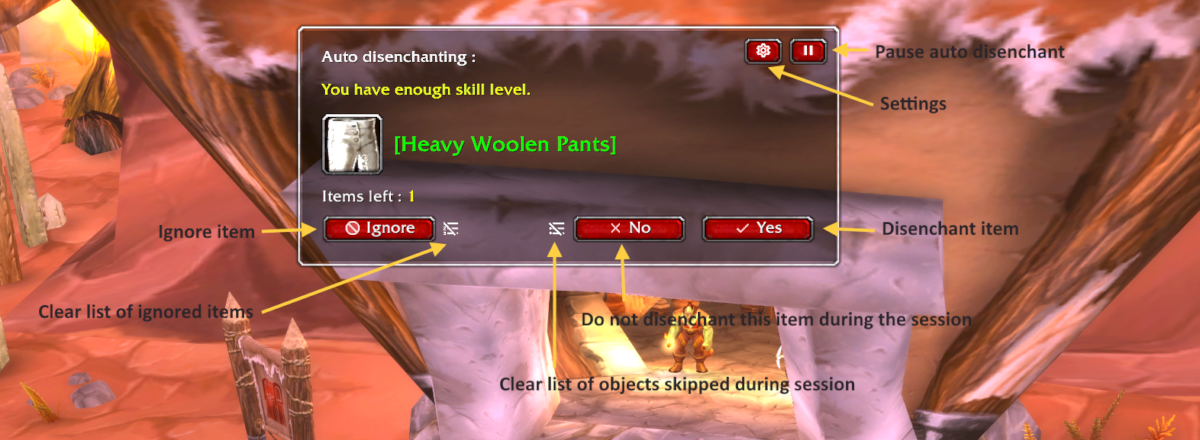 Auto disenchanting :
Pause auto disenchant
You have enough skill level.
Settings
[Heavy Woolen Pants]
Items left : 1
Ignore item
Ignore
No
Yes
Disenchant item
Clear list of ignored items
Do not disenchant this item during the session
Clear list of objects skipped during session